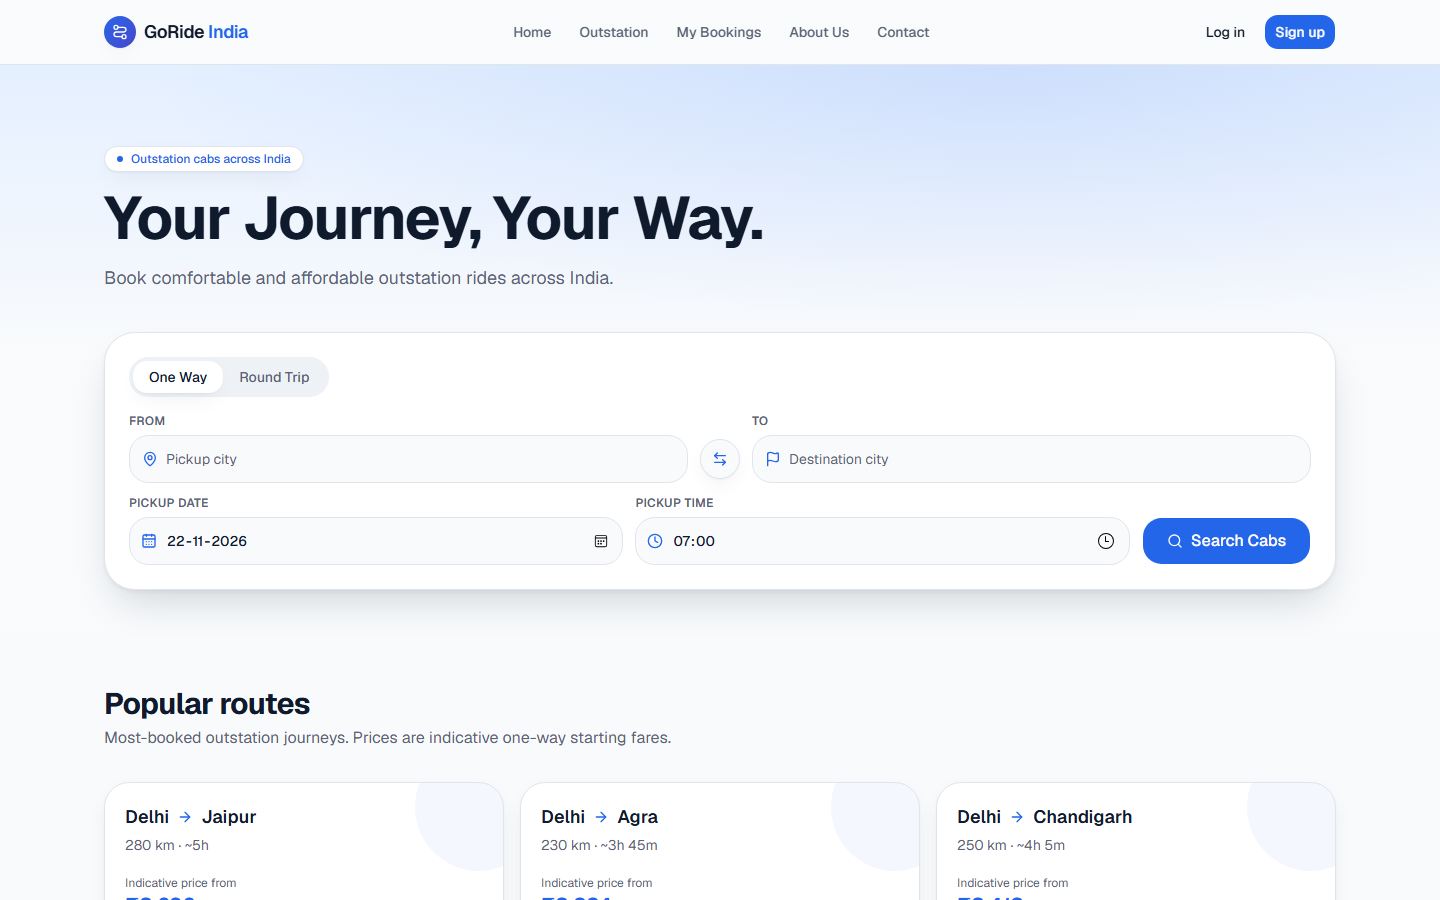 GoRide India
Home
Outstation
My Bookings
About Us
Contact
Log in
Sign up
Outstation cabs across India
Your Journey, Your Way.
Book comfortable and affordable outstation rides across India.
One Way
Round Trip
FROM
TO
Pickup city
Destination city
PICKUP DATE
PICKUP TIME
22-11-2026
07:00
Search Cabs
Popular routes
Most-booked outstation journeys. Prices are indicative one-way starting fares.
Delhi → Jaipur
280 km · ~5h
Indicative price from
Delhi → Agra
230 km · ~3h 45m
Indicative price from
Delhi → Chandigarh
250 km · ~4h 5m
Indicative price from